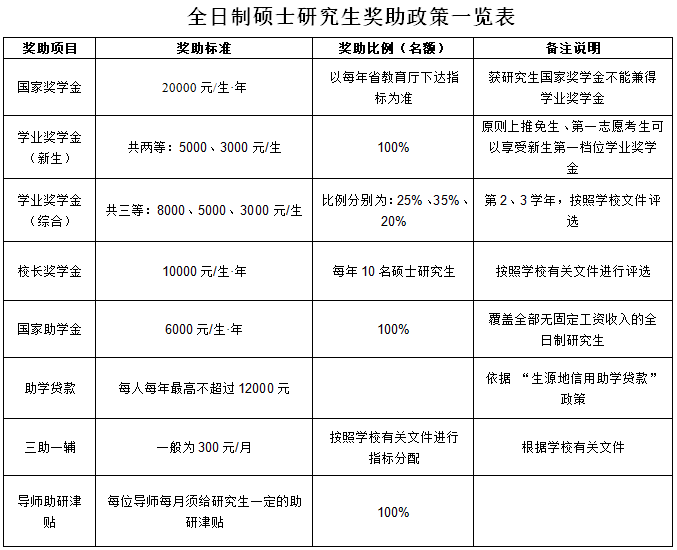 全日制硕士研究生奖助政策一览表
奖助项目 奖助标准 奖助比例（名额） 备注说明
国家奖学金 20000 元/生·年 以每年省教育厅下达指
标为准 获研究生国家奖学金不能兼得
学业奖学金
学业奖学金
（新生） 共两等：5000、3000 元/生 100% 原则上推免生、第一志愿考生可
以享受新生第一档位学业奖学
金
学业奖学金
（综合） 共三等：8000、5000、3000 元/生 比例分别为：25%、35%、
20% 第 2、3 学年，按照学校文件评
选
校长奖学金 10000 元/生·年 每年 10 名硕士研究生 按照学校有关文件进行评选
国家助学金 6000 元/生·年 100% 覆盖全部无固定工资收入的全
日制研究生
助学贷款 每人每年最高不超过 12000 元 依据 “生源地信用助学贷款”
政策
三助一辅 一般为 300 元/月 按照学校有关文件进行
指标分配 根据学校有关文件
导师助研津
贴 每位导师每月须给研究生一定的助
研津贴 100%